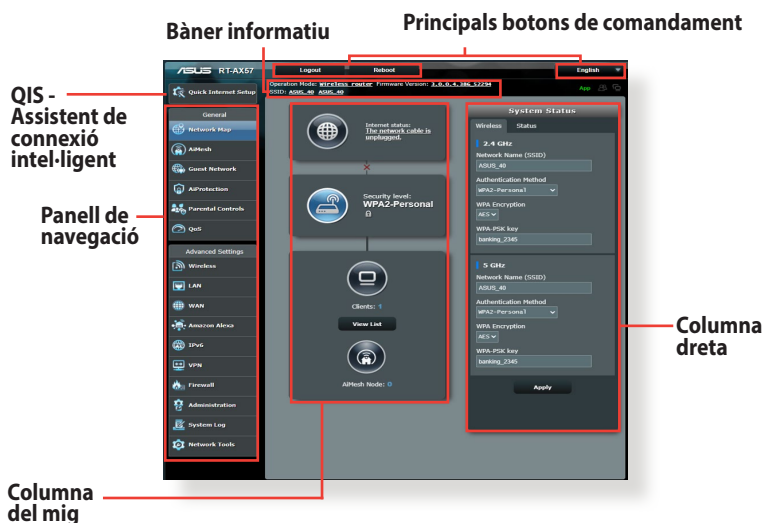 Bàner informatiu
Principals botons de comandament
QIS -
Assistent de
connexió
intel·ligent
Panell de
navegació
Columna
del mig
Columna
dreta
ASUS RT-AX57
Logout
Reboot
English
Quick Internet Setup
Operation Mode: Wireless router Firmware Version: 3.0.0.4.386_57294
SSID: ASUS_40 ASUS_40
App
General
Network Map
AiMesh
Guest Network
AiProtection
Parental Controls
QoS
Advanced Settings
Wireless
LAN
WAN
Amazon Alexa
IPv6
VPN
Firewall
Administration
System Log
Network Tools
Internet status:
The network cable is
unplugged.
Security level:
WPA2-Personal
Clients: 1
View List
AiMesh Node: 0
System Status
Wireless
Status
2.4 GHz
Network Name (SSID)
ASUS_40
Authentication Method
WPA2-Personal
WPA Encryption
AES
WPA-PSK key
banking_2345
5 GHz
Network Name (SSID)
ASUS_40
Authentication Method
WPA2-Personal
WPA Encryption
AES
WPA-PSK key
banking_2345
Apply